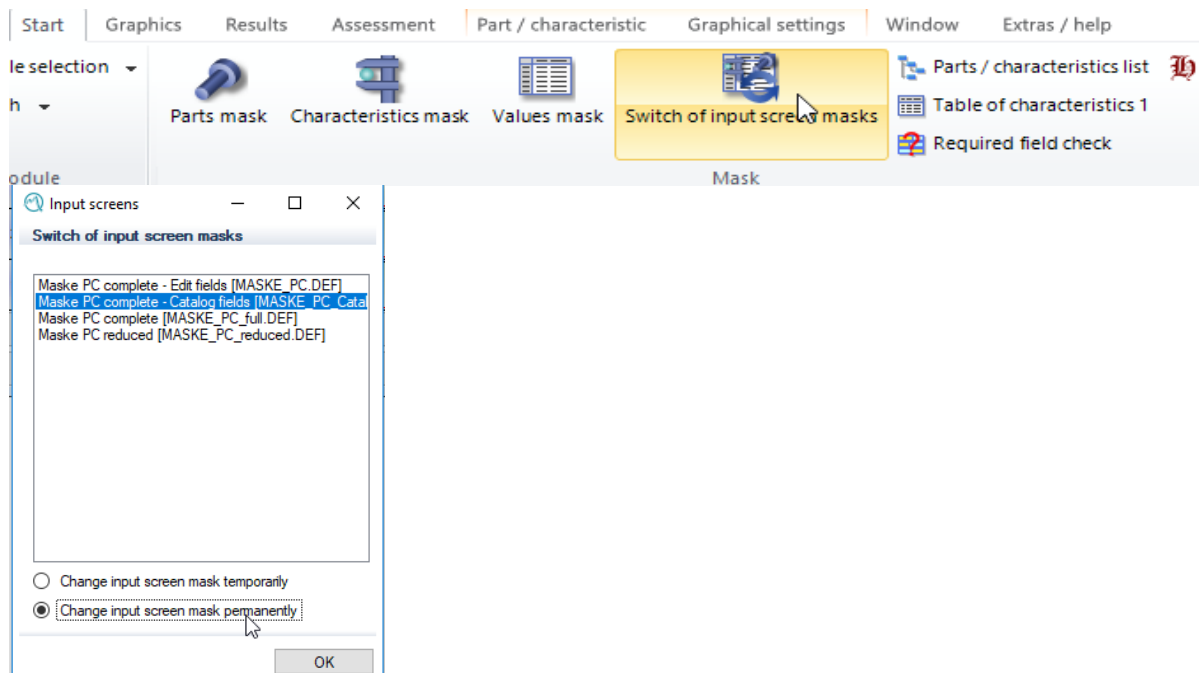 Start Graphics Results Assessment Part / characteristic Graphical settings Window Extras / help
le selection
h
odule
Parts mask Characteristics mask Values mask Switch of input screen masks
Parts / characteristics list
Table of characteristics 1
Required field check
Mask
Input screens
Switch of input screen masks
Maske PC complete - Edit fields [MASKE_PC.DEF]
Maske PC complete - Catalog fields [MASKE_PC_Catal
Maske PC complete [MASKE_PC_full.DEF]
Maske PC reduced [MASKE_PC_reduced.DEF]
Change input screen mask temporarily
Change input screen mask permanently
OK